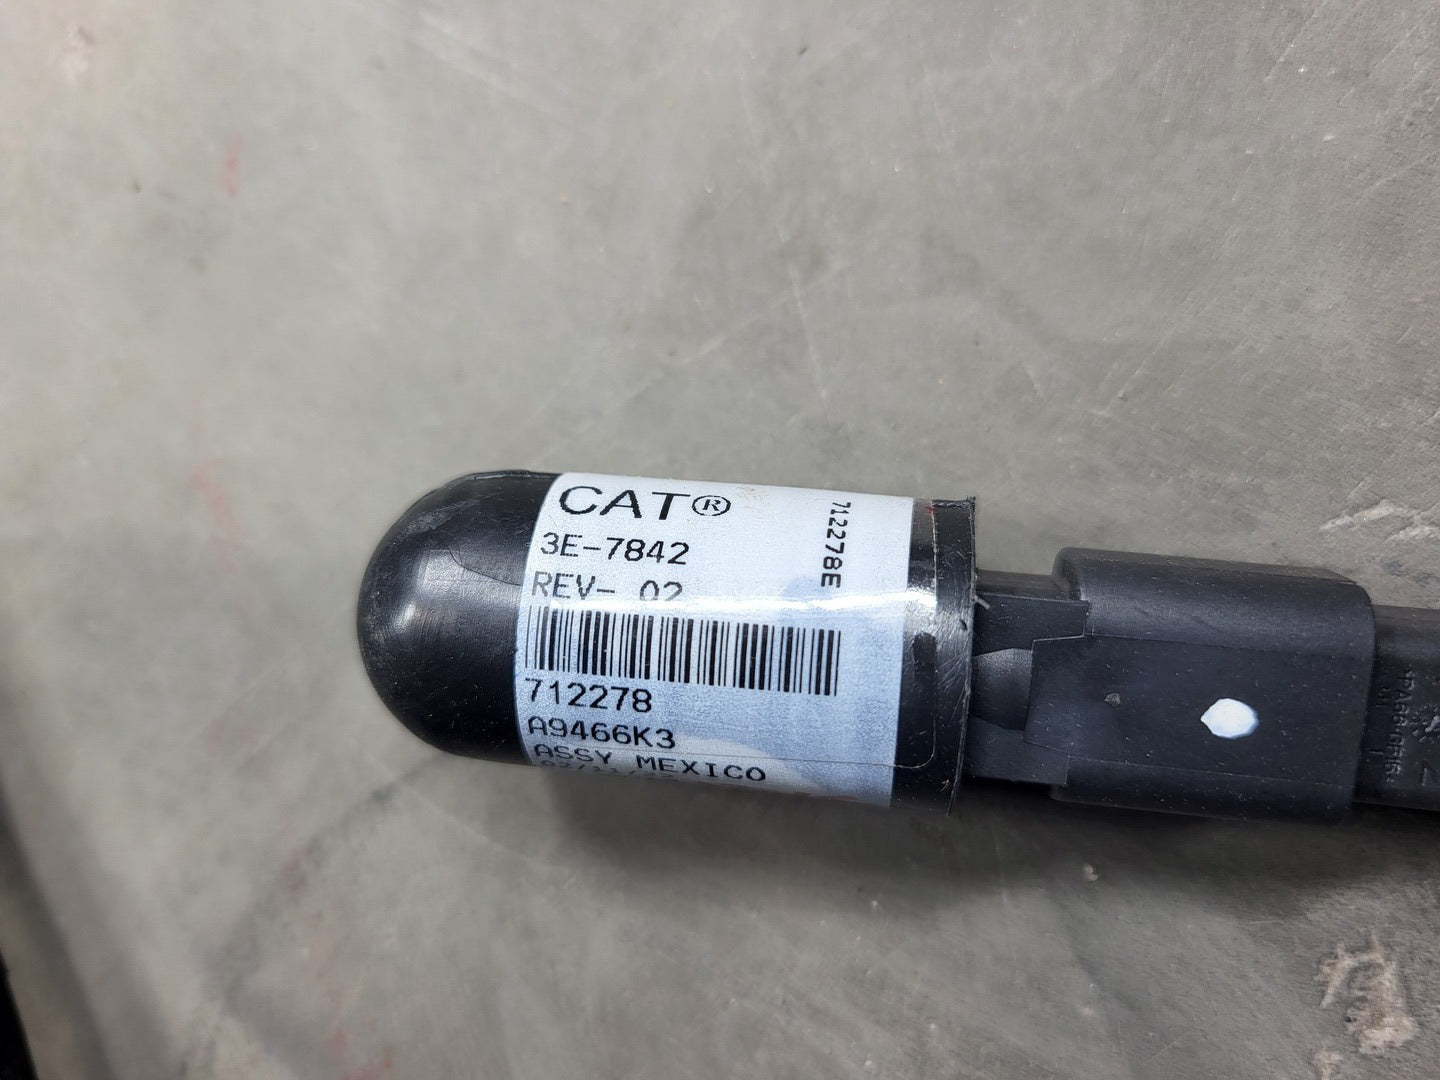 CAT®
3E-7842
REV- 02
712278
A9466K3
ASSY MEXICO
712278E